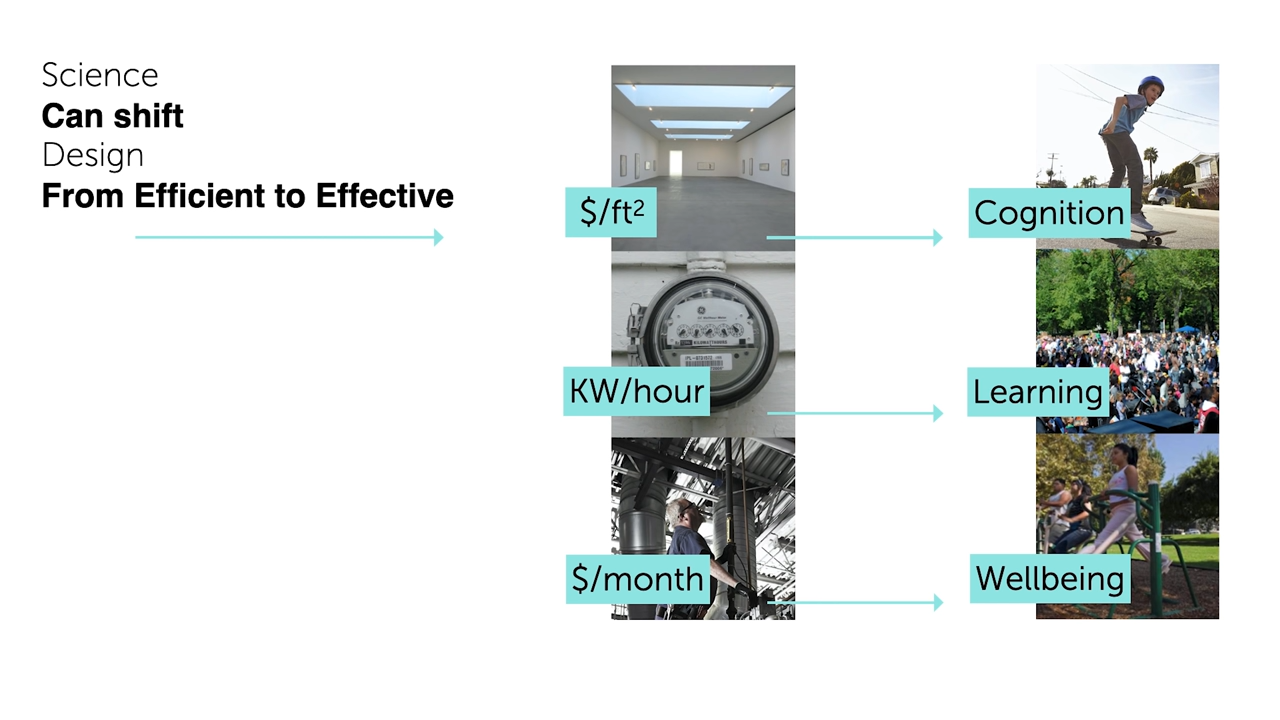 Science
Can shift
Design
From Efficient to Effective
$/ft²
Cognition
KW/hour
Learning
$/month
Wellbeing